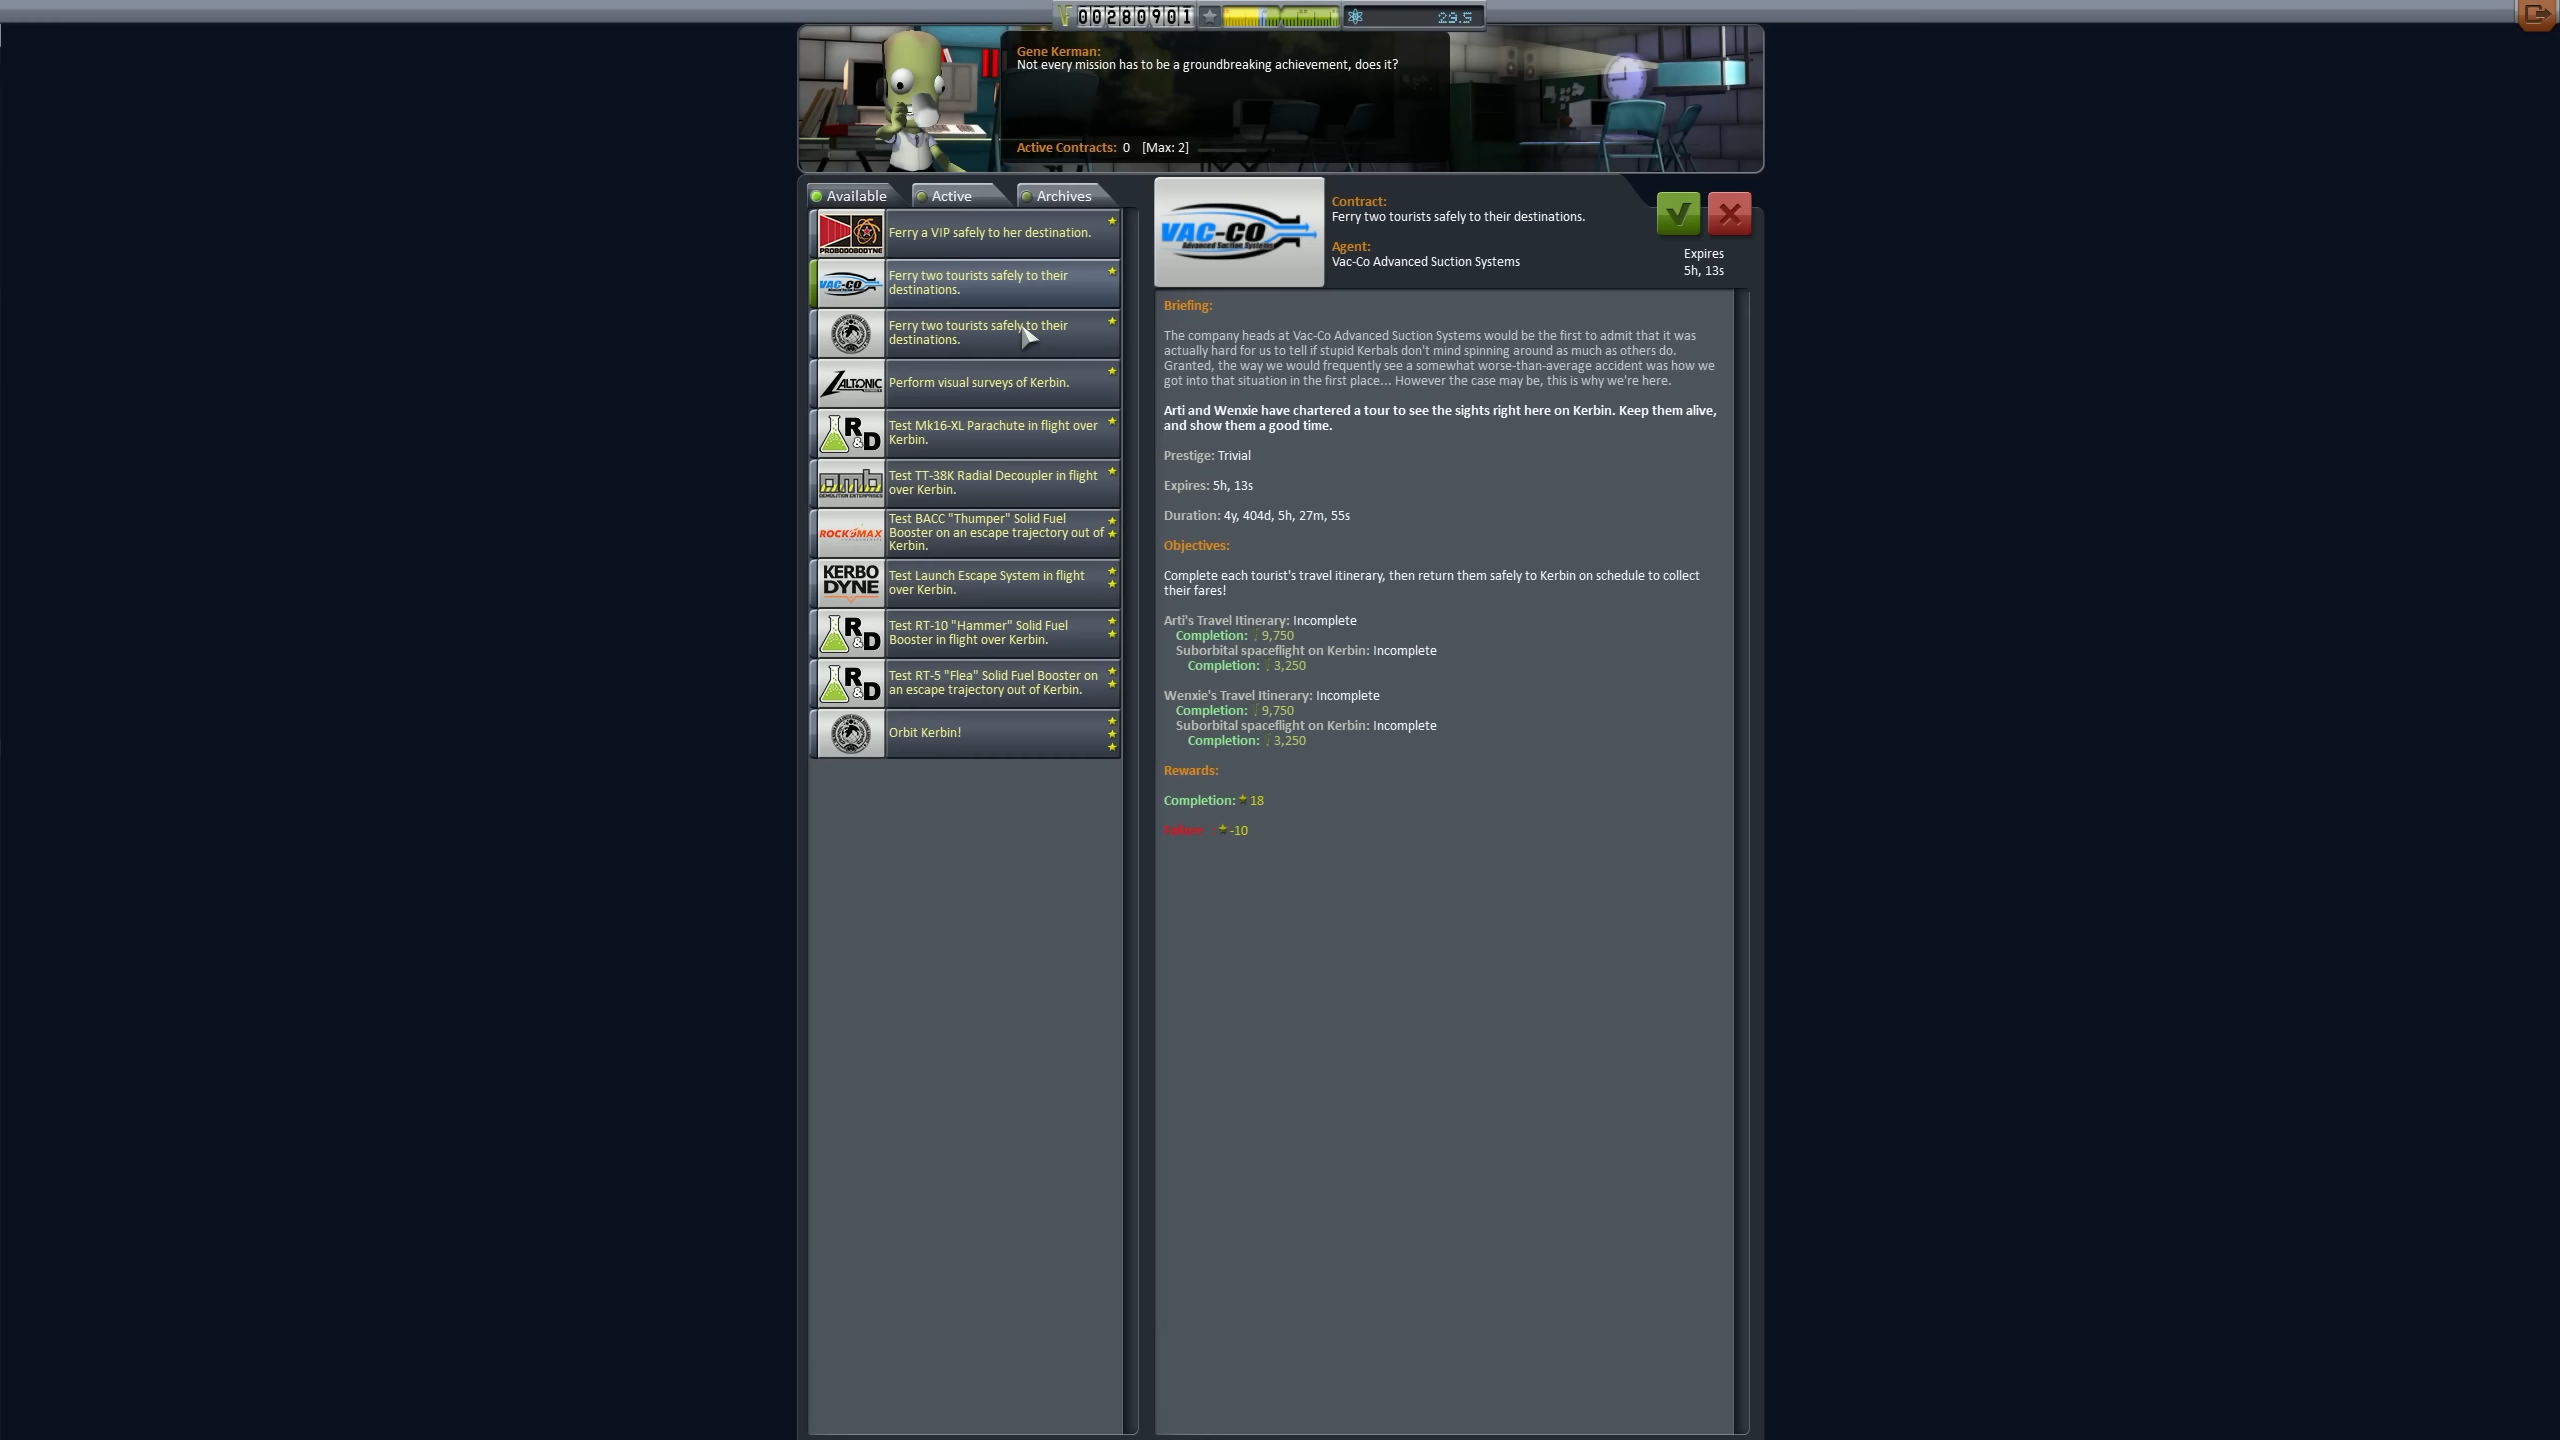 00280901
23.5
Gene Kerman:
Not every mission has to be a groundbreaking achievement, does it?
Active Contracts: 0 [Max: 2]
Available
Active
Archives
PROBODOBODYNE
Ferry a VIP safely to her destination.
VAC-CO
Ferry two tourists safely to their
destinations.
Ferry two tourists safely to their
destinations.
ZALTONIC
Perform visual surveys of Kerbin.
R&D
Test Mk16-XL Parachute in flight over
Kerbin.
OMB
DEMOLITION ENTERPRISES
Test TT-38K Radial Decoupler in flight
over Kerbin.
ROCKOMAX
Test BACC "Thumper" Solid Fuel
Booster on an escape trajectory out of
Kerbin.
KERBO
DYNE
Test Launch Escape System in flight
over Kerbin.
R&D
Test RT-10 "Hammer" Solid Fuel
Booster in flight over Kerbin.
R&D
Test RT-5 "Flea" Solid Fuel Booster on
an escape trajectory out of Kerbin.
Orbit Kerbin!
VAC-CO
Advanced Suction Systems
Contract:
Ferry two tourists safely to their destinations.
Agent:
Vac-Co Advanced Suction Systems
Expires
5h, 13s
Briefing:
The company heads at Vac-Co Advanced Suction Systems would be the first to admit that it was
actually hard for us to tell if stupid Kerbals don't mind spinning around as much as others do.
Granted, the way we would frequently see a somewhat worse-than-average accident was how we
got into that situation in the first place... However the case may be, this is why we're here.
Arti and Wenxie have chartered a tour to see the sights right here on Kerbin. Keep them alive,
and show them a good time.
Prestige: Trivial
Expires: 5h, 13s
Duration: 4y, 404d, 5h, 27m, 55s
Objectives:
Complete each tourist's travel itinerary, then return them safely to Kerbin on schedule to collect
their fares!
Arti's Travel Itinerary: Incomplete
Completion: 9,750
Suborbital spaceflight on Kerbin: Incomplete
Completion: 3,250
Wenxie's Travel Itinerary: Incomplete
Completion: 9,750
Suborbital spaceflight on Kerbin: Incomplete
Completion: 3,250
Rewards:
Completion: 18
Failure: -10